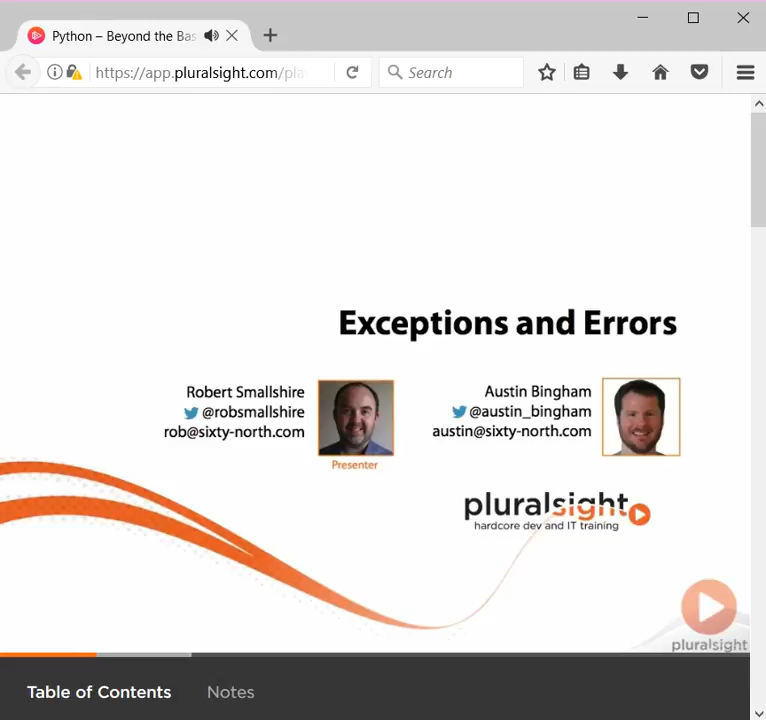 Python – Beyond the Bas
https://app.pluralsight.com/pla
Search
Exceptions and Errors
Robert Smallshire
@robsmallshire
rob@sixty-north.com
Presenter
Austin Bingham
@austin_bingham
austin@sixty-north.com
pluralsight
hardcore dev and IT training
pluralsight
Table of Contents
Notes